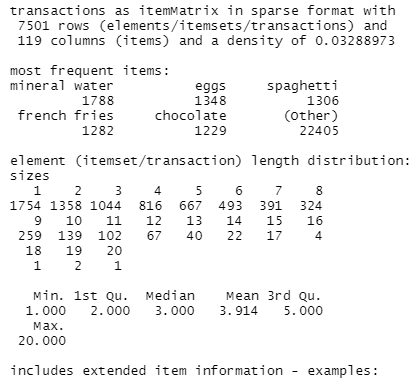 transactions as itemMatrix in sparse format with
7501 rows (elements/itemsets/transactions) and
119 columns (items) and a density of 0.03288973
most frequent items:
mineral water eggs spaghetti
1788 1348 1306
french fries chocolate (Other)
1282 1229 22405
element (itemset/transaction) length distribution:
sizes
1 2 3 4 5 6 7 8
1754 1358 1044 816 667 493 391 324
9 10 11 12 13 14 15 16
259 139 102 67 40 22 17 4
18 19 20
1 2 1
Min. 1st Qu. Median Mean 3rd Qu.
1.000 2.000 3.000 3.914 5.000
Max.
20.000
includes extended item information - examples: